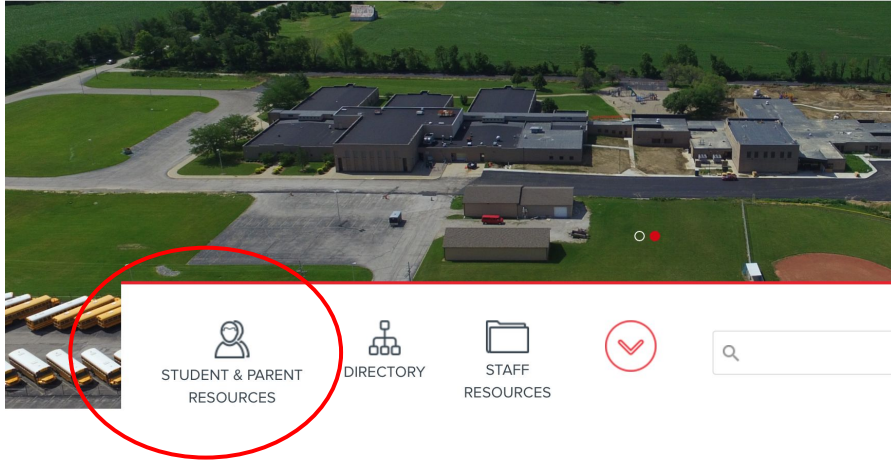 STUDENT & PARENT
RESOURCES
DIRECTORY
STAFF
RESOURCES